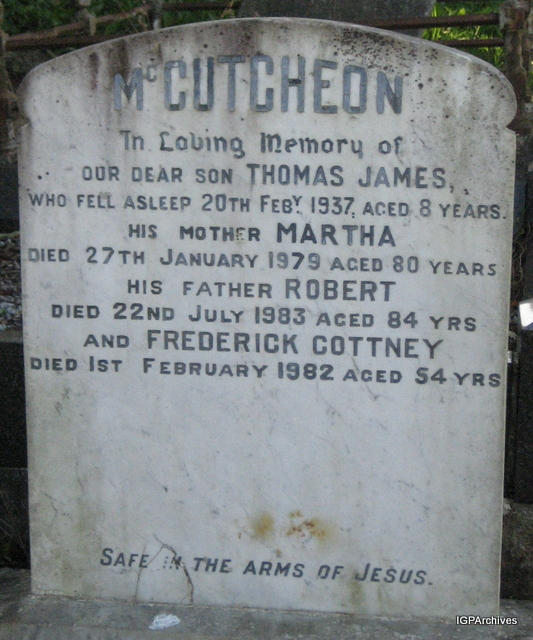 McCUTCHEON
In Loving Memory of
OUR DEAR SON THOMAS JAMES,
WHO FELL ASLEEP 20TH FEBY 1937, AGED 8 YEARS.
HIS MOTHER MARTHA
DIED 27TH JANUARY 1979 AGED 80 YEARS
HIS FATHER ROBERT
DIED 22ND JULY 1983 AGED 84 YRS
AND FREDERICK COTTNEY
DIED 1ST FEBRUARY 1982 AGED 54 YRS
SAFE IN THE ARMS OF JESUS.
IGPArchives